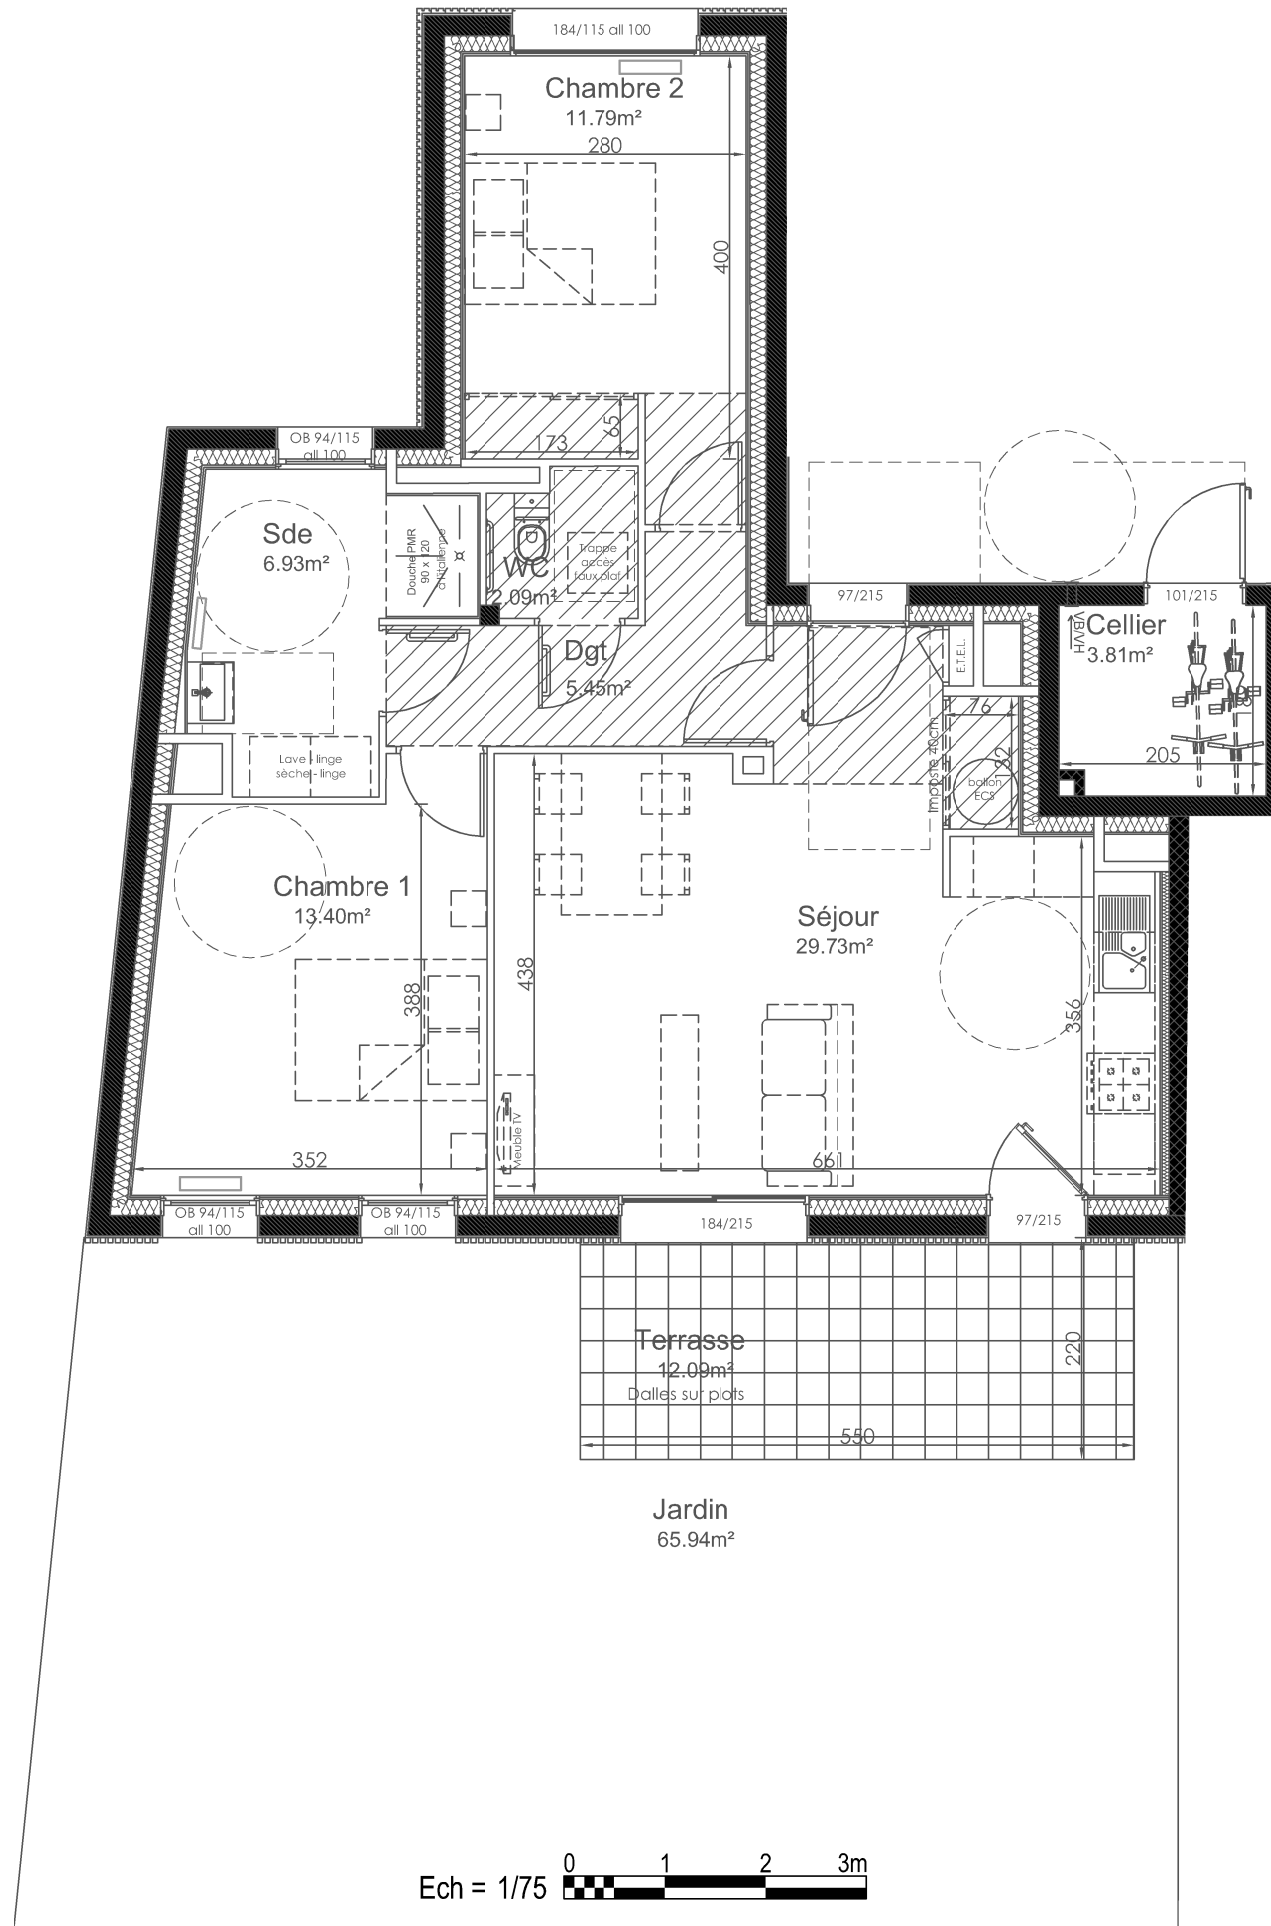 184/115 all 100
Chambre 2
11.79m²
280
400
65
173
OB 94/115
all 100
Sde
6.93m²
Douche PMR
90 x 120
à l'italienne
WC
2.09m²
Trappe
accès
faux plaf.
Dgt
5.45m²
97/215
101/215
E.T.E.L.
VB/VH
Cellier
3.81m²
205
76
132
Imposte 40cm
ballon
ECS
Lave - linge
sèche - linge
Chambre 1
13.40m²
388
352
438
Séjour
29.73m²
356
661
Meuble TV
OB 94/115
all 100
OB 94/115
all 100
184/215
97/215
Terrasse
12.09m²
Dalles sur plots
220
550
Jardin
65.94m²
Ech = 1/75
0 1 2 3m